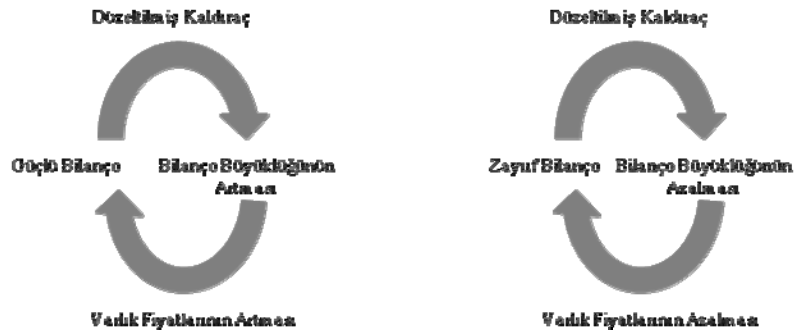 Düzeltilmiş Kaldıraç
Güçlü Bilanço
Bilanço Büyüklüğünün
Artması
Varlık Fiyatlarının Artması
Düzeltilmiş Kaldıraç
Zayıf Bilanço
Bilanço Büyüklüğünün
Azalması
Varlık Fiyatlarının Azalması